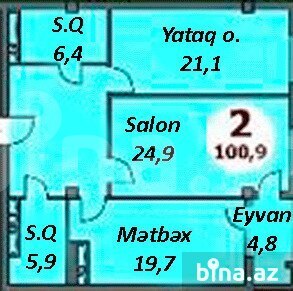 S.Q
6,4
Yataq o.
21,1
Salon
24,9
2
100,9
S.Q
5,9
Mətbəx
19,7
Eyvan
4,8
bina.az